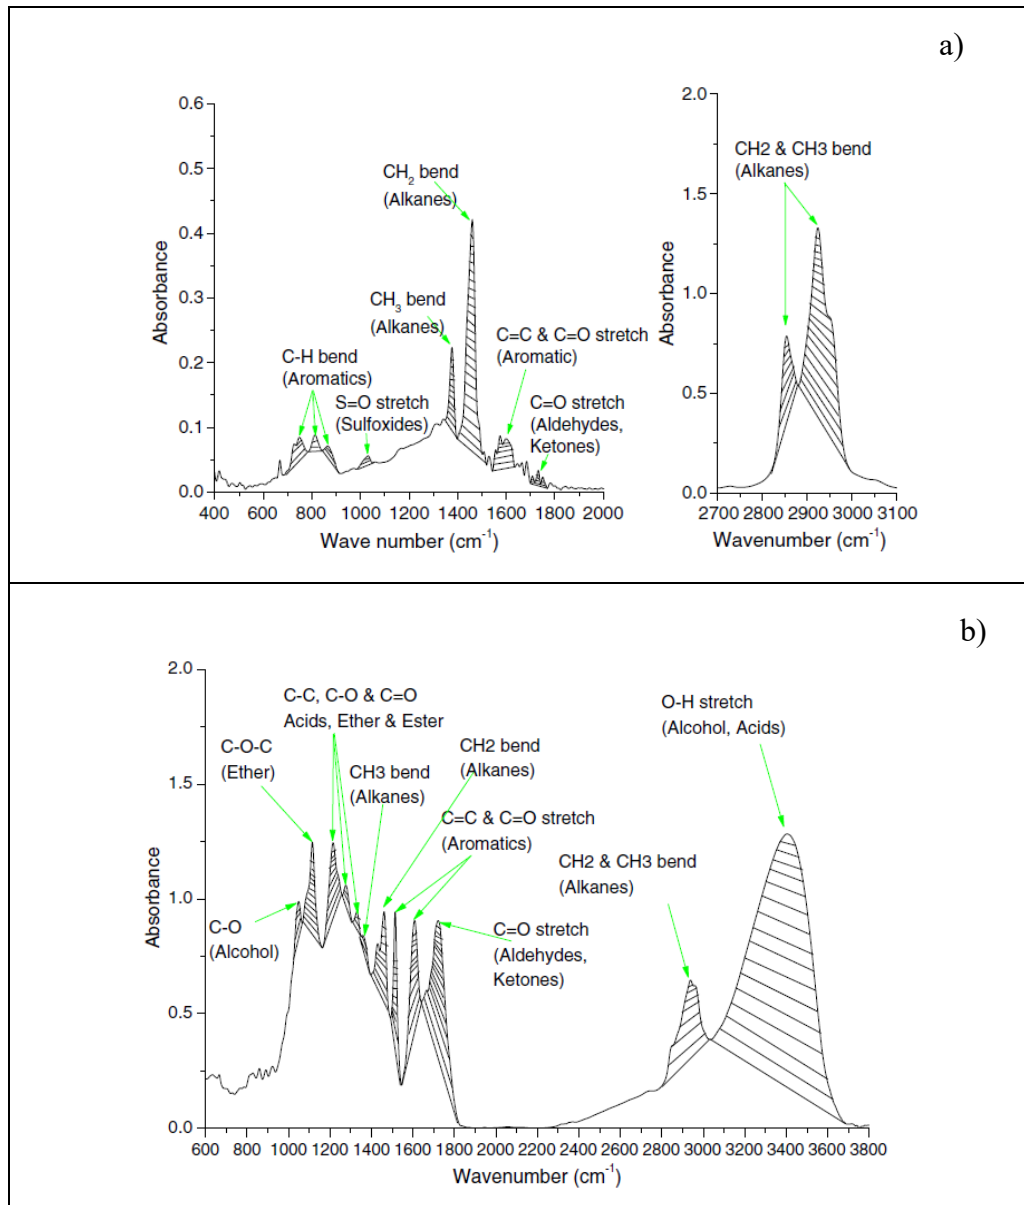 a)
0.6
0.5
0.4
0.3
0.2
0.1
0.0
Absorbance
CH2 bend
(Alkanes)
CH3 bend
(Alkanes)
C-H bend
(Aromatics)
S=O stretch
(Sulfoxides)
C=C & C=O stretch
(Aromatic)
C=O stretch
(Aldehydes,
Ketones)
400 600 800 1000 1200 1400 1600 1800 2000
Wave number (cm-1)
2.0
1.5
1.0
0.5
0.0
Absorbance
CH2 & CH3 bend
(Alkanes)
2700 2800 2900 3000 3100
Wavenumber (cm-1)
b)
2.0
1.5
1.0
0.5
0.0
Absorbance
C-C, C-O & C=O
Acids, Ether & Ester
C-O-C
(Ether)
CH3 bend
(Alkanes)
CH2 bend
(Alkanes)
C=C & C=O stretch
(Aromatics)
O-H stretch
(Alcohol, Acids)
CH2 & CH3 bend
(Alkanes)
C-O
(Alcohol)
C=O stretch
(Aldehydes,
Ketones)
600 800 1000 1200 1400 1600 1800 2000 2200 2400 2600 2800 3000 3200 3400 3600 3800
Wavenumber (cm-1)